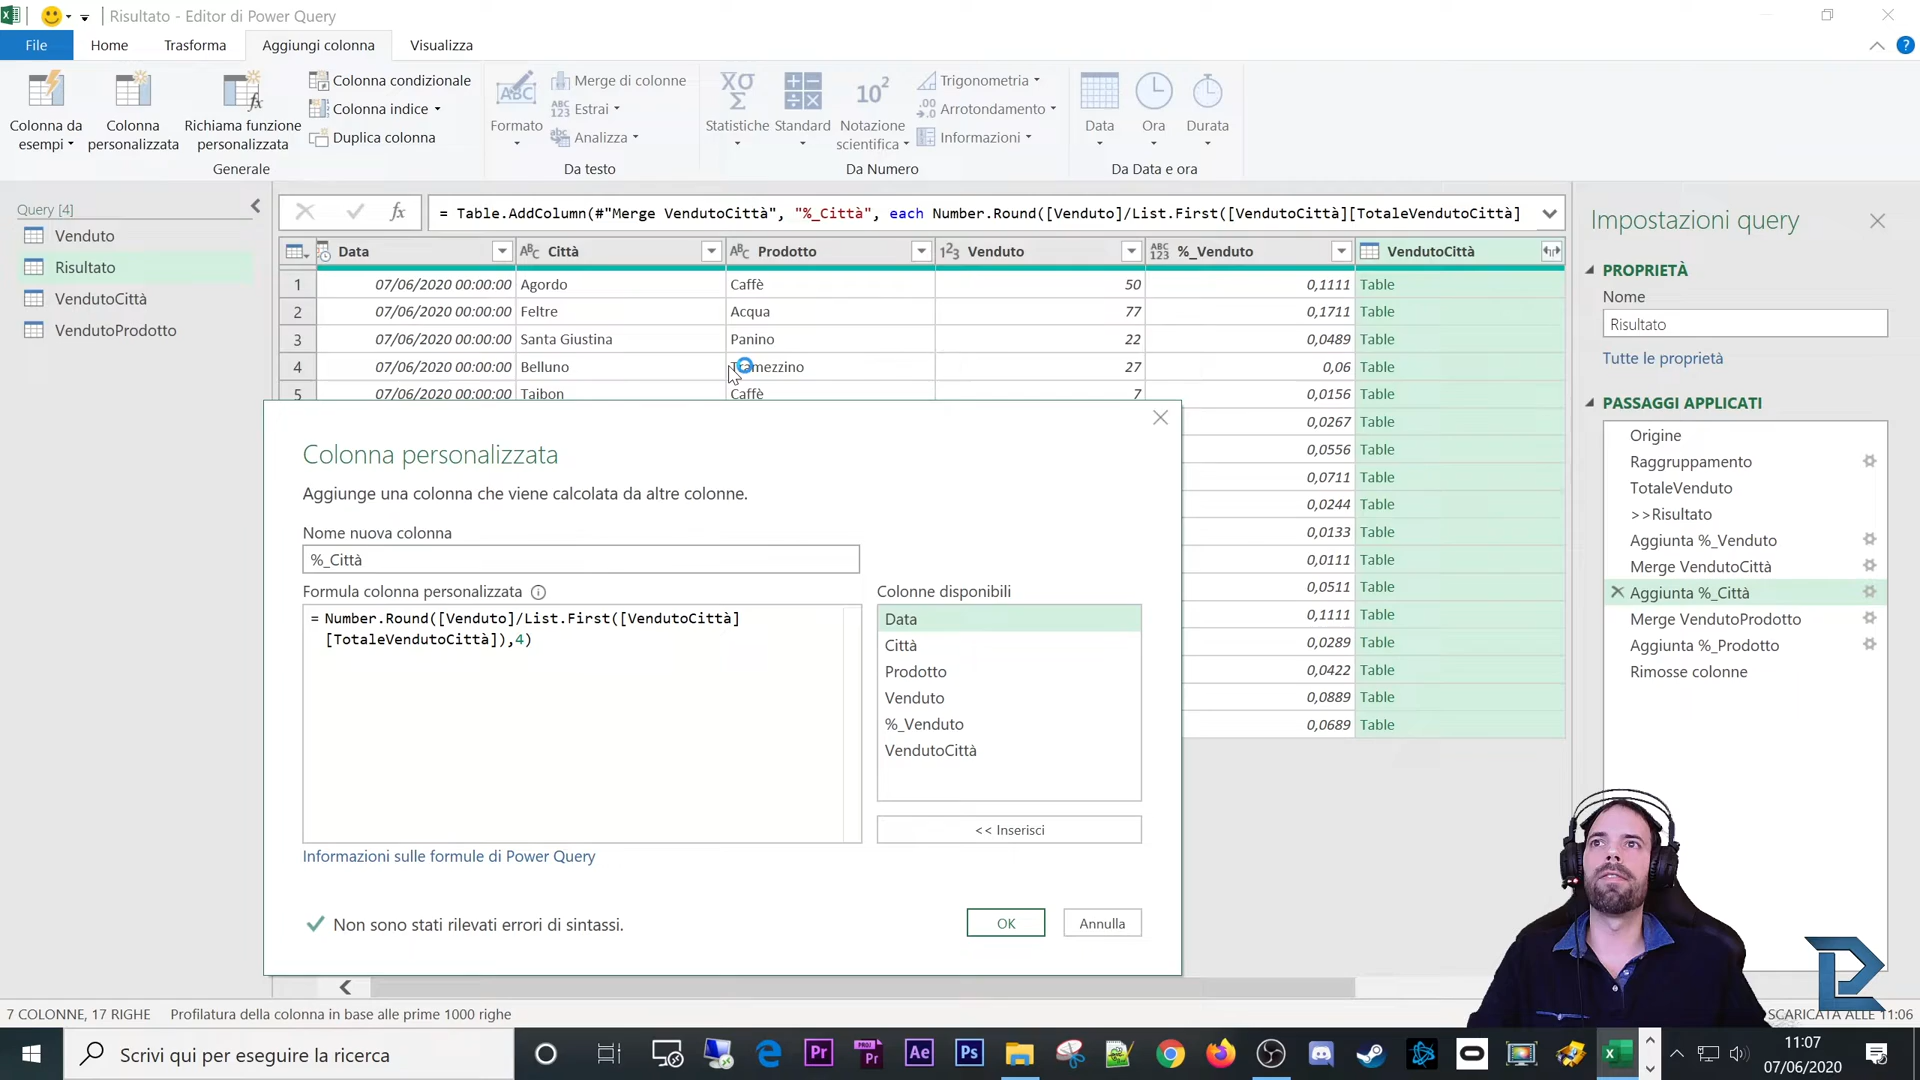 Risultato - Editor di Power Query
File Home Trasforma Aggiungi colonna Visualizza
Colonna da esempi
Colonna personalizzata
Richiama funzione personalizzata
Colonna condizionale
Colonna indice
Duplica colonna
Generale
Formato
Merge di colonne
Estrai
Analizza
Da testo
Statistiche
Standard
Notazione scientifica
Trigonometria
Arrotondamento
Informazioni
Da Numero
Data
Ora
Durata
Da Data e ora
Query [4]
Venduto
Risultato
VendutoCittà
VendutoProdotto
= Table.AddColumn(#"Merge VendutoCittà", "%_Città", each Number.Round([Venduto]/List.First([VendutoCittà][TotaleVendutoCittà]
Data Città Prodotto Venduto %_Venduto VendutoCittà
1 07/06/2020 00:00:00 Agordo Caffè 50 0,1111 Table
2 07/06/2020 00:00:00 Feltre Acqua 77 0,1711 Table
3 07/06/2020 00:00:00 Santa Giustina Panino 22 0,0489 Table
4 07/06/2020 00:00:00 Belluno Tramezzino 27 0,06 Table
5 07/06/2020 00:00:00 Taibon Caffè 7 0,0156 Table
0,0267 Table
0,0556 Table
0,0711 Table
0,0244 Table
0,0133 Table
0,0111 Table
0,0511 Table
0,1111 Table
0,0289 Table
0,0422 Table
0,0889 Table
0,0689 Table
Colonna personalizzata
Aggiunge una colonna che viene calcolata da altre colonne.
Nome nuova colonna
%_Città
Formula colonna personalizzata
= Number.Round([Venduto]/List.First([VendutoCittà]
[TotaleVendutoCittà]),4)
Colonne disponibili
Data
Città
Prodotto
Venduto
%_Venduto
VendutoCittà
<< Inserisci
Informazioni sulle formule di Power Query
Non sono stati rilevati errori di sintassi.
OK
Annulla
Impostazioni query
PROPRIETÀ
Nome
Risultato
Tutte le proprietà
PASSAGGI APPLICATI
Origine
Raggruppamento
TotaleVenduto
>>Risultato
Aggiunta %_Venduto
Merge VendutoCittà
Aggiunta %_Città
Merge VendutoProdotto
Aggiunta %_Prodotto
Rimosse colonne
7 COLONNE, 17 RIGHE Profilatura della colonna in base alle prime 1000 righe
SCARICATA ALLE 11:06
Scrivi qui per eseguire la ricerca
11:07
07/06/2020